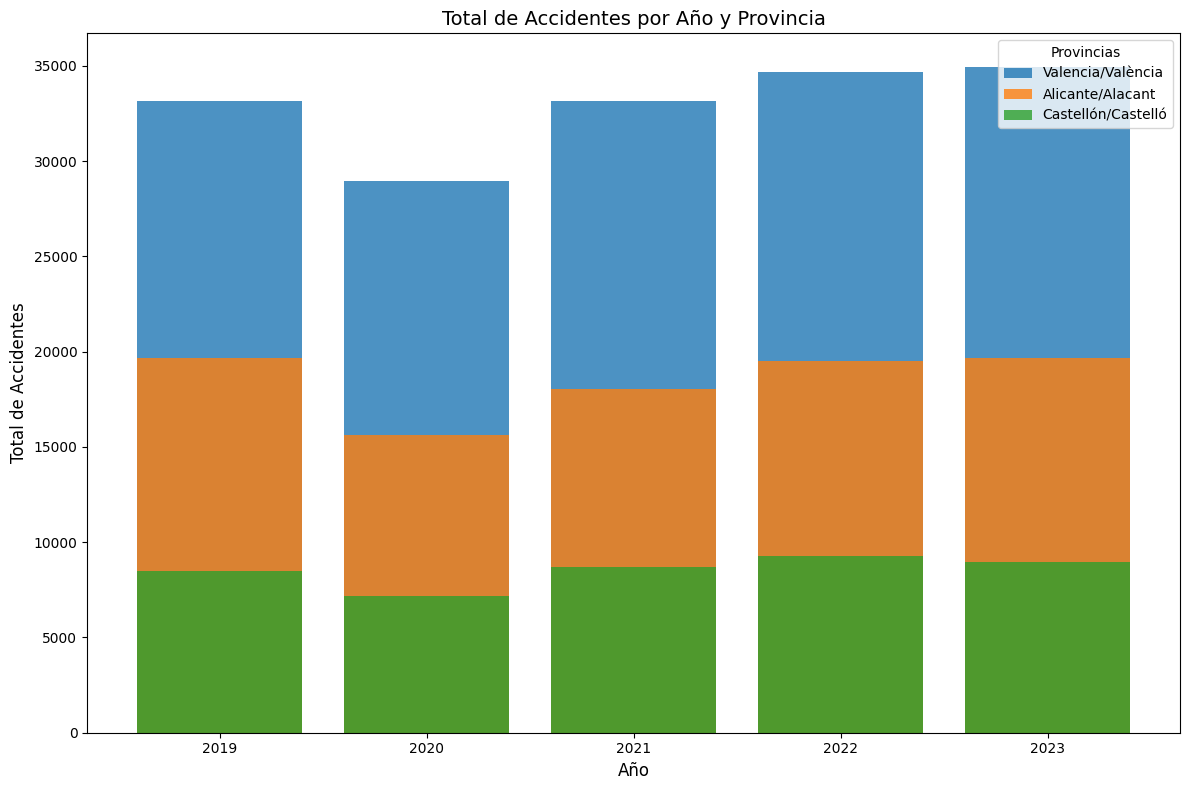 Total de Accidentes por Año y Provincia
Provincias
Valencia/València
Alicante/Alacant
Castellón/Castelló
Total de Accidentes
35000
30000
25000
20000
15000
10000
5000
0
2019
2020
2021
2022
2023
Año